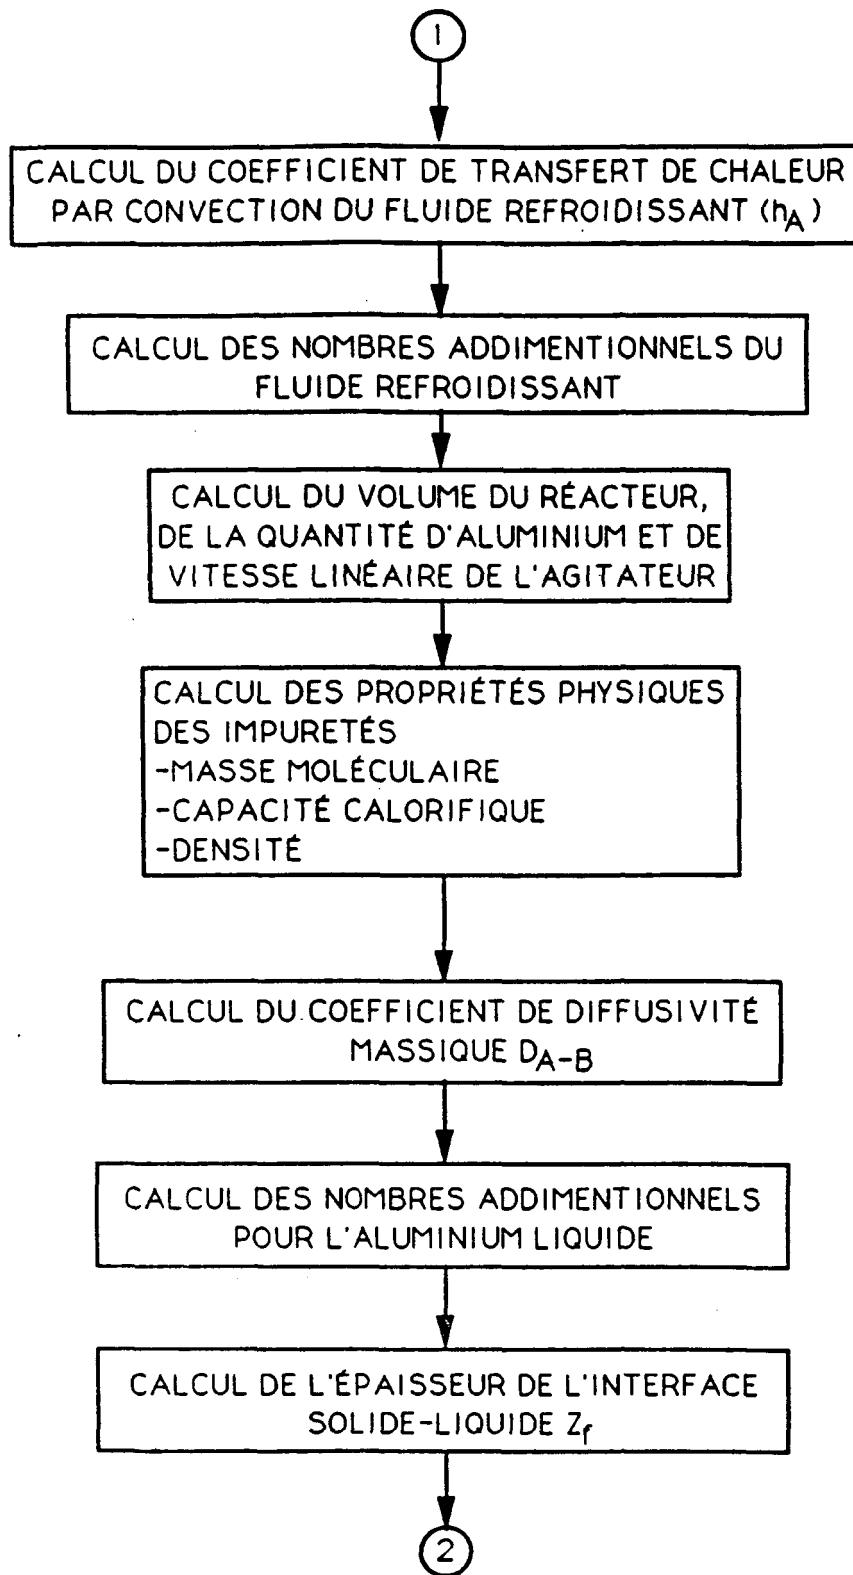 1
CALCUL DU COEFFICIENT DE TRANSFERT DE CHALEUR
PAR CONVECTION DU FLUIDE REFROIDISSANT (hA)
CALCUL DES NOMBRES ADDIMENTIONNELS DU
FLUIDE REFROIDISSANT
CALCUL DU VOLUME DU RÉACTEUR,
DE LA QUANTITÉ D'ALUMINIUM ET DE
VITESSE LINÉAIRE DE L'AGITATEUR
CALCUL DES PROPRIÉTÉS PHYSIQUES
DES IMPURETÉS
-MASSE MOLÉCULAIRE
-CAPACITÉ CALORIFIQUE
-DENSITÉ
CALCUL DU COEFFICIENT DE DIFFUSIVITÉ
MASSIQUE DA-B
CALCUL DES NOMBRES ADDIMENTIONNELS
POUR L'ALUMINIUM LIQUIDE
CALCUL DE L'ÉPAISSEUR DE L'INTERFACE
SOLIDE-LIQUIDE Zf
2